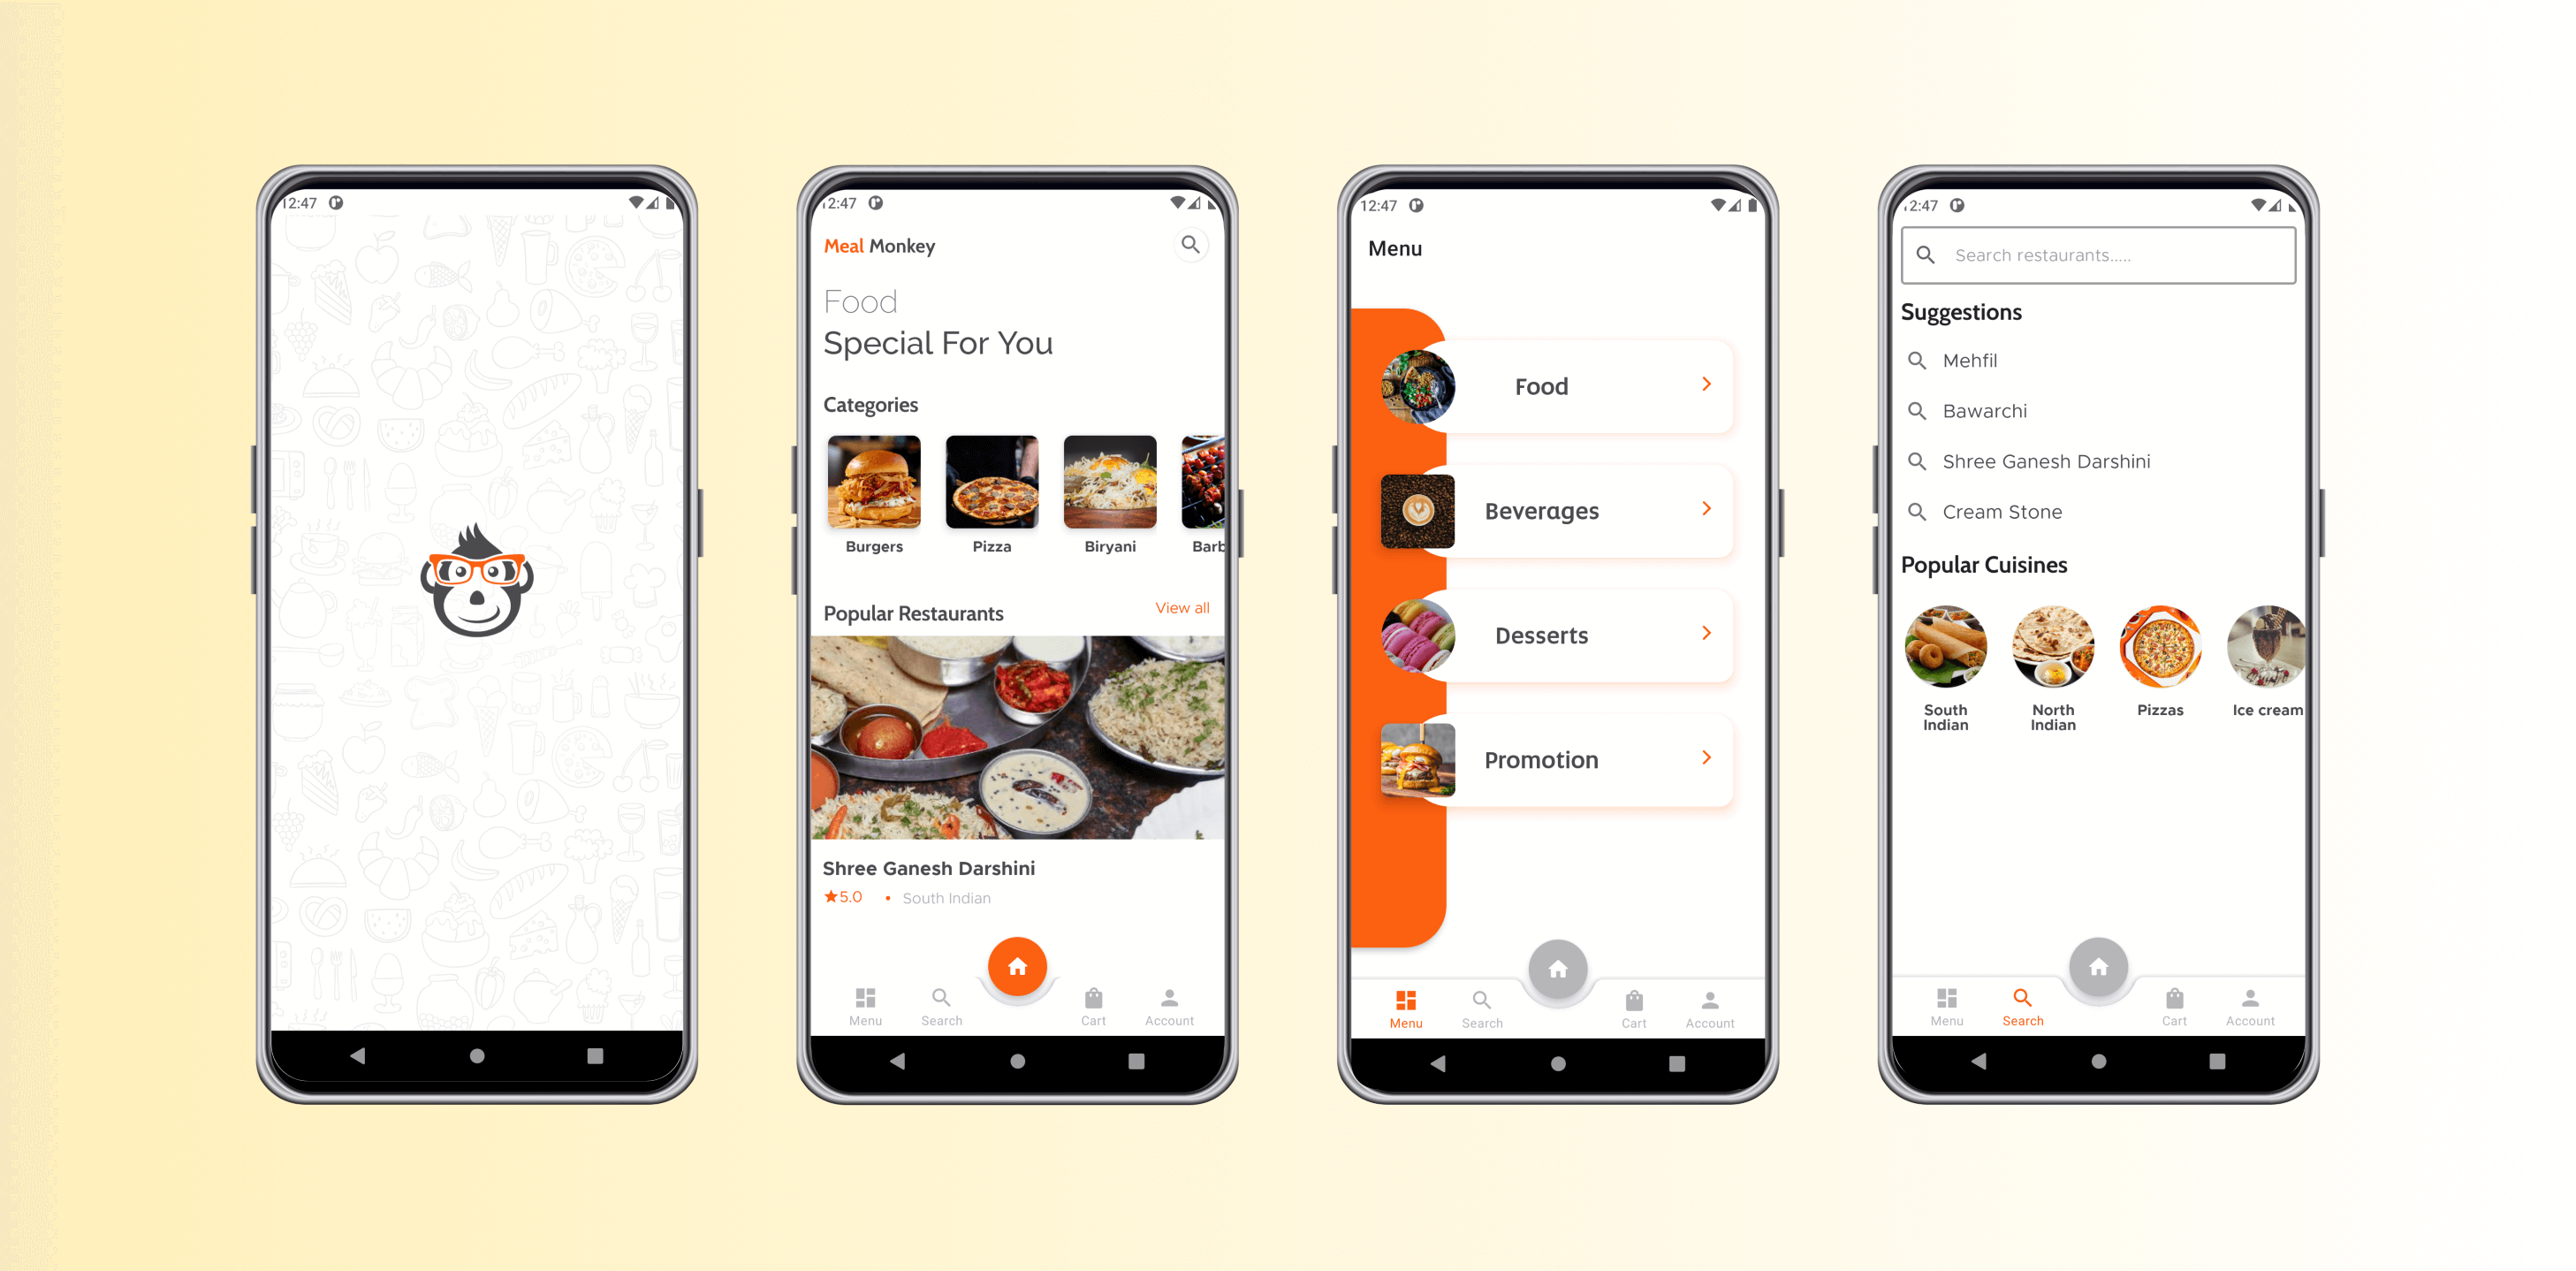 12:47
12:47
Meal Monkey
Food
Special For You
Categories
Burgers Pizza Biryani Barb
Popular Restaurants View all
Shree Ganesh Darshini
5.0 • South Indian
Menu Search Cart Account
12:47
Menu
Food
Beverages
Desserts
Promotion
Menu Search Cart Account
12:47
Search restaurants.....
Suggestions
Mehfil
Bawarchi
Shree Ganesh Darshini
Cream Stone
Popular Cuisines
South Indian
North Indian
Pizzas
Ice cream
Menu Search Cart Account